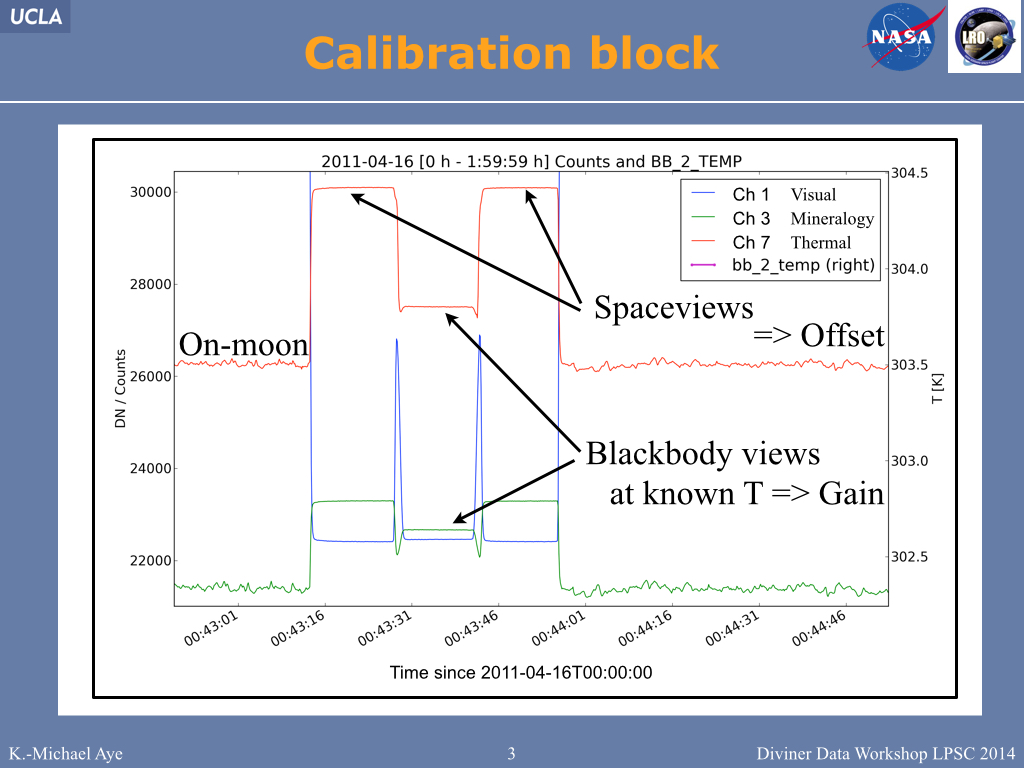 UCLA
Calibration block
NASA
LRO
2011-04-16 [0 h - 1:59:59 h] Counts and BB_2_TEMP
30000
28000
26000
24000
22000
DN / Counts
304.5
304.0
303.5
303.0
302.5
T [K]
Ch 1 Visual
Ch 3 Mineralogy
Ch 7 Thermal
bb_2_temp (right)
Spaceviews
=> Offset
On-moon
Blackbody views
at known T => Gain
00:43:01
00:43:16
00:43:31
00:43:46
00:44:01
00:44:16
00:44:31
00:44:46
Time since 2011-04-16T00:00:00
K.-Michael Aye
3
Diviner Data Workshop LPSC 2014